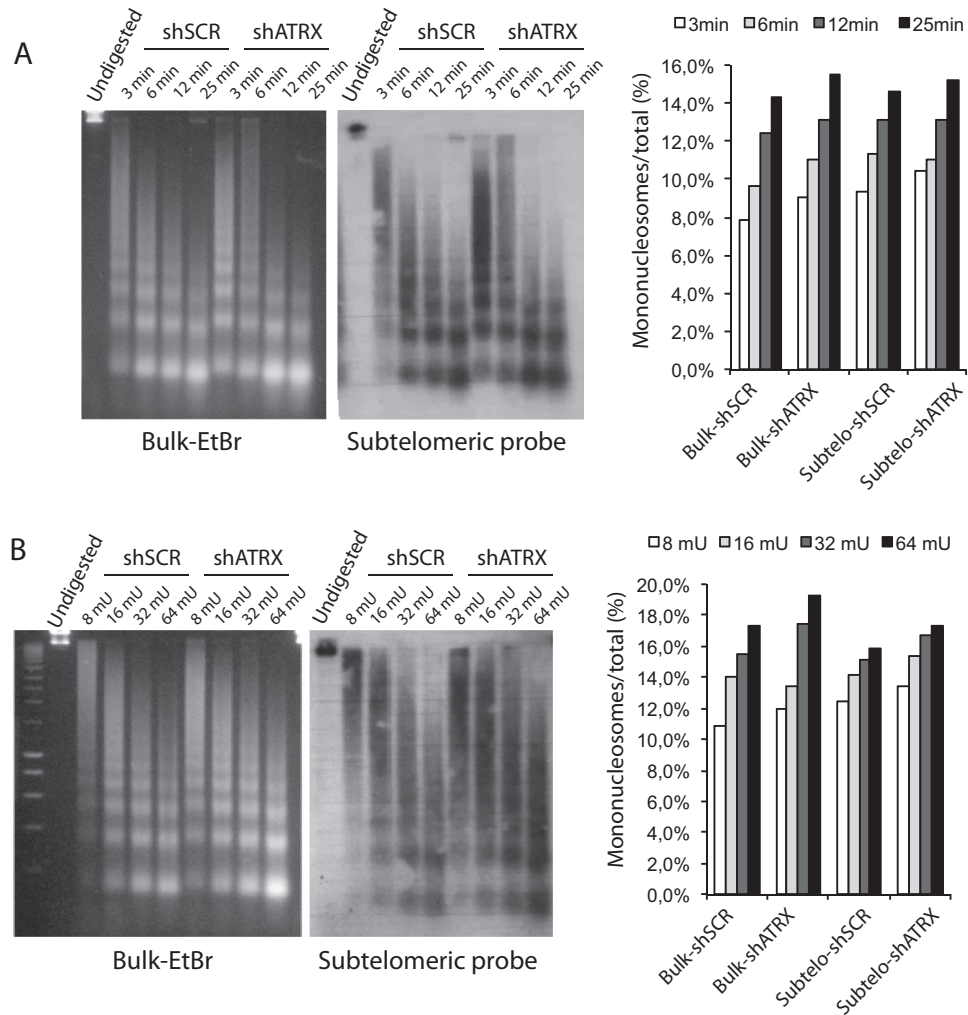 A
Undigested
shSCR
shATRX
3 min
6 min
12 min
25 min
3 min
6 min
12 min
25 min
Bulk-EtBr
Undigested
shSCR
shATRX
3 min
6 min
12 min
25 min
3 min
6 min
12 min
25 min
Subtelomeric probe
3min 6min 12min 25min
Mononucleosomes/total (%)
16,0%
14,0%
12,0%
10,0%
8,0%
6,0%
4,0%
2,0%
0,0%
Bulk-shSCR
Bulk-shATRX
Subtelo-shSCR
Subtelo-shATRX
B
Undigested
shSCR
shATRX
8 mU
16 mU
32 mU
64 mU
8 mU
16 mU
32 mU
64 mU
Bulk-EtBr
Undigested
shSCR
shATRX
8 mU
16 mU
32 mU
64 mU
8 mU
16 mU
32 mU
64 mU
Subtelomeric probe
8 mU 16 mU 32 mU 64 mU
Mononucleosomes/total (%)
20,0%
18,0%
16,0%
14,0%
12,0%
10,0%
8,0%
6,0%
4,0%
2,0%
0,0%
Bulk-shSCR
Bulk-shATRX
Subtelo-shSCR
Subtelo-shATRX